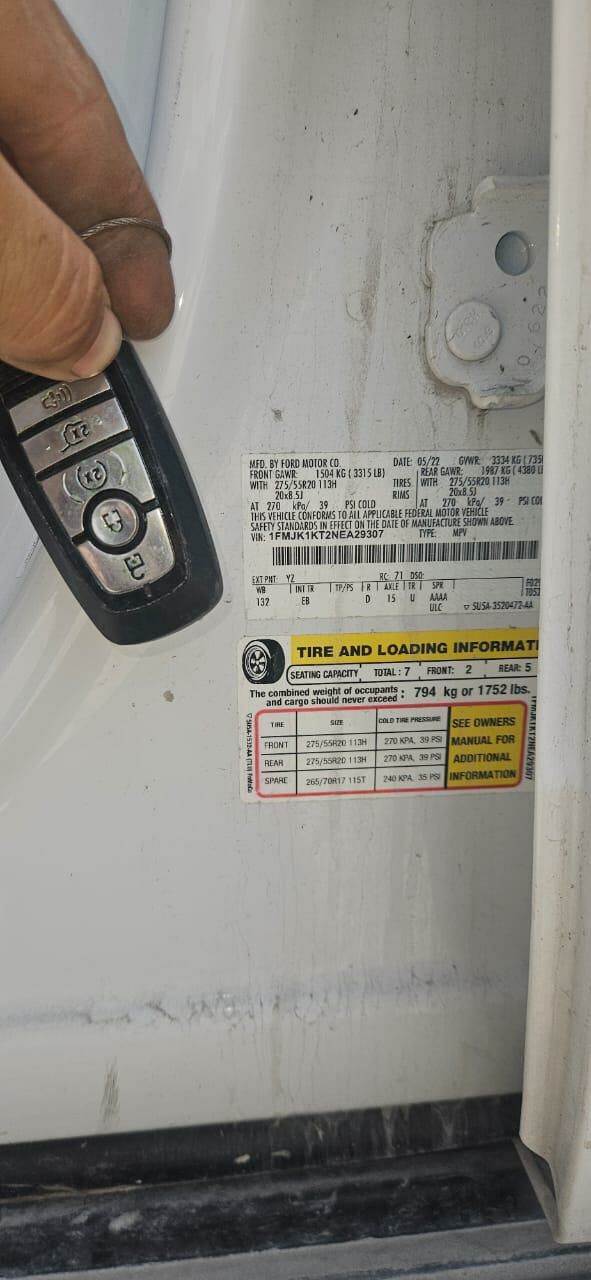 MFD. BY FORD MOTOR CO. DATE: 05/22 GVWR: 3334 KG
FRONT GAWR: 1504 KG (3315 LB) REAR GAWR: 1987 KG (4380
WITH 275/55R20 113H TIRES WITH 275/55R20 113H
20x8.5J RIMS 20x8.5J
AT 270 kPa/ 39 PSI COLD AT 270 kPa/ 39 PSI
THIS VEHICLE CONFORMS TO ALL APPLICABLE FEDERAL MOTOR VEHICLE
SAFETY STANDARDS IN EFFECT ON THE DATE OF MANUFACTURE SHOWN ABOVE.
VIN: 1FMJK1KT2NEA29307 TYPE: MPV
EXT PNT: YZ RC: 71 DSO:
WB INT TR TP/PS R AXLE TR SPR
132 EB D 15 U AAAA
ULC
TIRE AND LOADING
SEATING CAPACITY TOTAL: 7 FRONT: 2 REAR: 5
The combined weight of occupants
and cargo should never exceed : 794 kg or 1752 lbs.
TIRE SIZE COLD TIRE PRESSURE
FRONT 275/55R20 113H 270 KPA, 39 PSI
REAR 275/55R20 113H 270 KPA, 39 PSI
SPARE 265/70R17 115T 240 KPA, 35 PSI
SEE OWNERS
MANUAL FOR
ADDITIONAL
INFORMATION
2x
2x